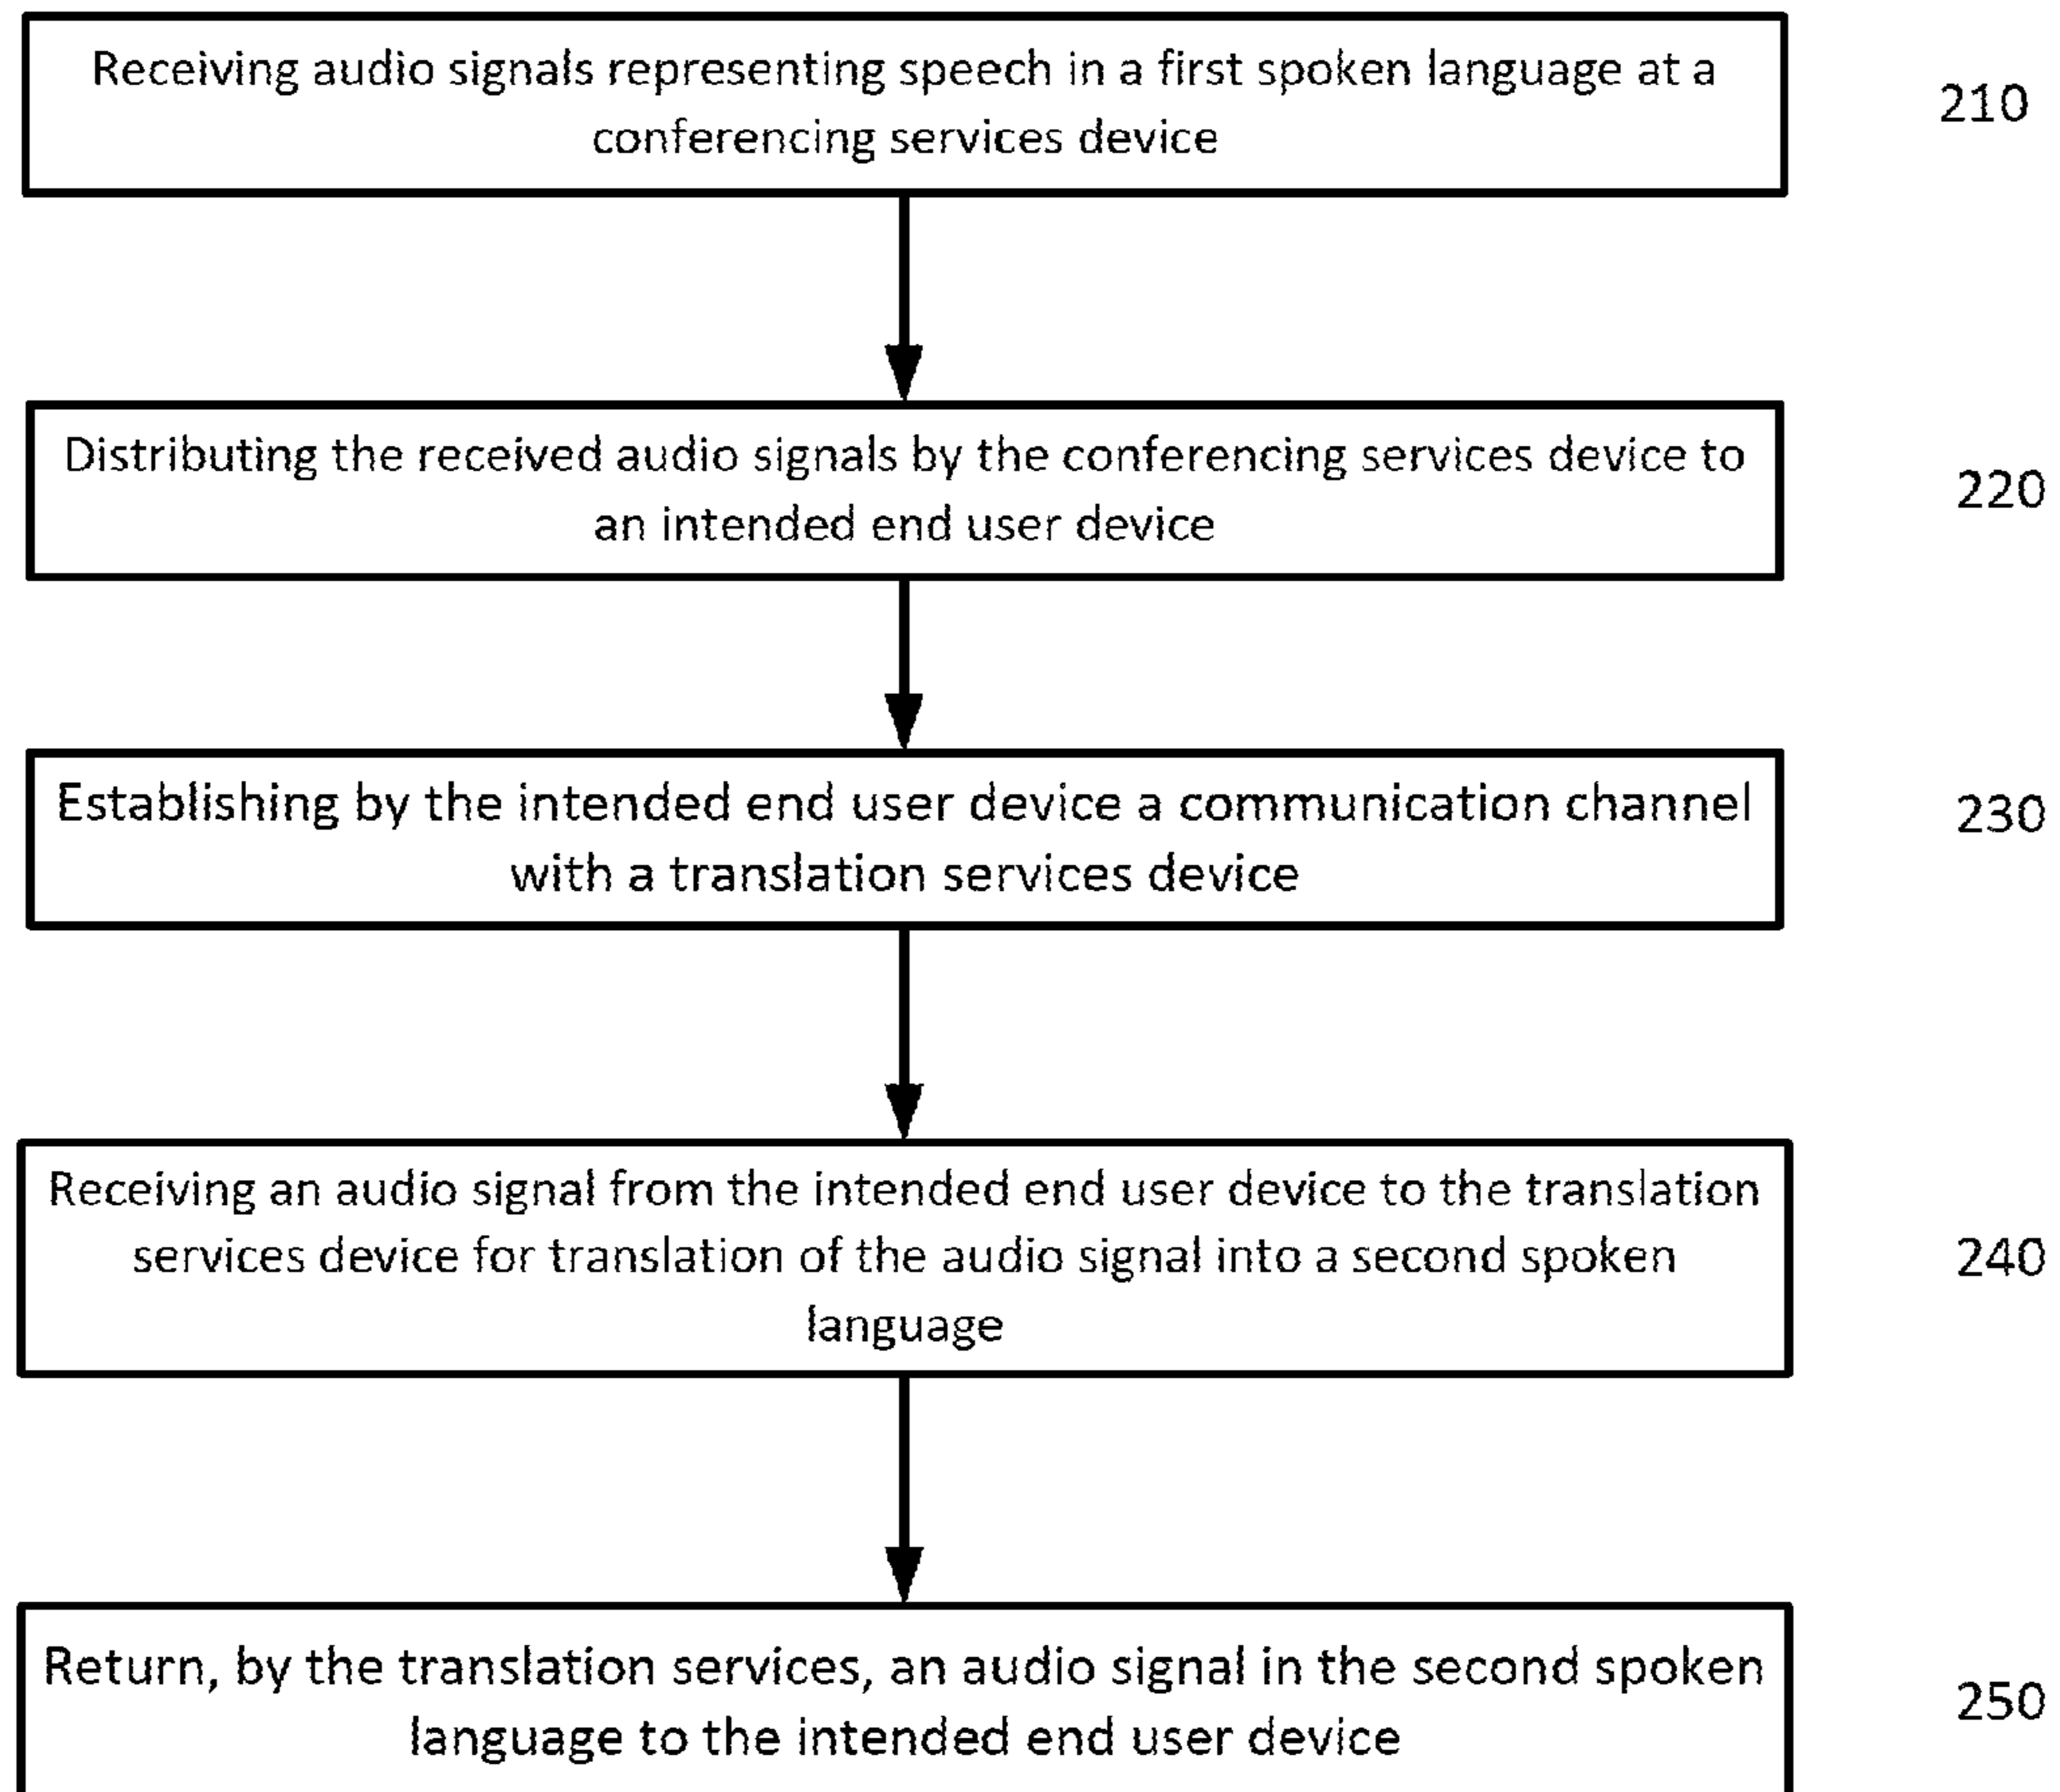 Receiving audio signals representing speech in a first spoken language at a
conferencing services device
210
Distributing the received audio signals by the conferencing services device to
an intended end user device
220
Establishing by the intended end user device a communication channel
with a translation services device
230
Receiving an audio signal from the intended end user device to the translation
services device for translation of the audio signal into a second spoken
language
240
Return, by the translation services, an audio signal in the second spoken
language to the intended end user device
250